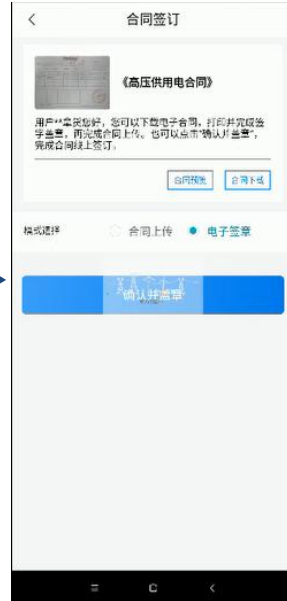 合同签订
《高压供用电合同》
用户**皇奕您好，您可以下载电子合同，打印并完成签
字盖章，再完成合同上传。也可以点击"确认并盖章"，
完成合同线上签订。
合同预览 合同下载
模式选择 合同上传 电子签章
确认并盖章